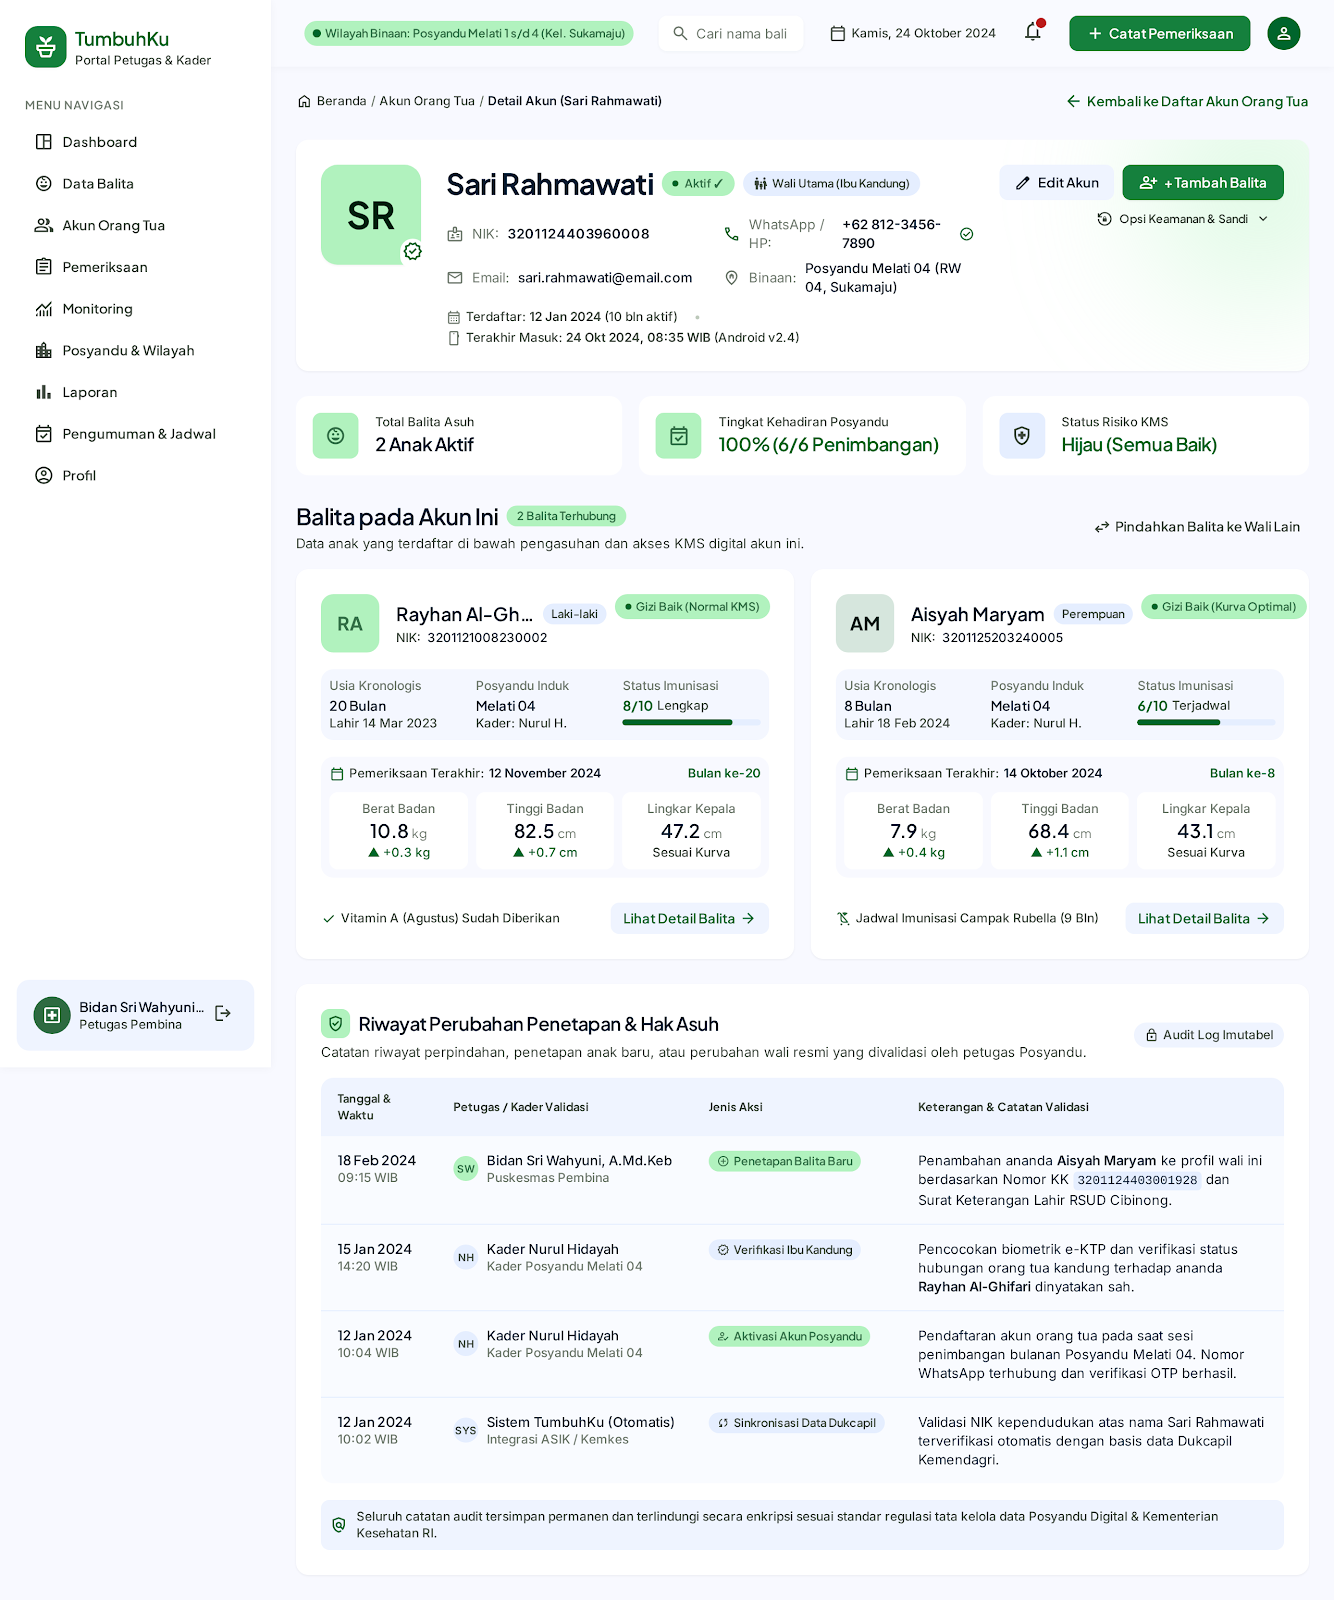 TumbuhKu
Portal Petugas & Kader
MENU NAVIGASI
Dashboard
Data Balita
Akun Orang Tua
Pemeriksaan
Monitoring
Posyandu & Wilayah
Laporan
Pengumuman & Jadwal
Profil
Bidan Sri Wahyuni...
Petugas Pembina
Wilayah Binaan: Posyandu Melati 1 s/d 4 (Kel. Sukamaju)
Cari nama bali
Kamis, 24 Oktober 2024
Catat Pemeriksaan
Beranda / Akun Orang Tua / Detail Akun (Sari Rahmawati)
Kembali ke Daftar Akun Orang Tua
SR
Sari Rahmawati
Aktif ✓
Wali Utama (Ibu Kandung)
NIK: 3201124403960008
WhatsApp / HP:
+62 812-3456-7890
Email: sari.rahmawati@email.com
Binaan:
Posyandu Melati 04 (RW 04, Sukamaju)
Terdaftar: 12 Jan 2024 (10 bln aktif) •
Terakhir Masuk: 24 Okt 2024, 08:35 WIB (Android v2.4)
Edit Akun
+ Tambah Balita
Opsi Keamanan & Sandi
Total Balita Asuh
2 Anak Aktif
Tingkat Kehadiran Posyandu
100% (6/6 Penimbangan)
Status Risiko KMS
Hijau (Semua Baik)
Balita pada Akun Ini
2 Balita Terhubung
Data anak yang terdaftar di bawah pengasuhan dan akses KMS digital akun ini.
Pindahkan Balita ke Wali Lain
RA
Rayhan Al-Gh...
Laki-laki
Gizi Baik (Normal KMS)
NIK: 3201121008230002
Usia Kronologis
20 Bulan
Lahir 14 Mar 2023
Posyandu Induk
Melati 04
Kader: Nurul H.
Status Imunisasi
8/10 Lengkap
Pemeriksaan Terakhir: 12 November 2024
Bulan ke-20
Berat Badan
10.8 kg
▲ +0.3 kg
Tinggi Badan
82.5 cm
▲ +0.7 cm
Lingkar Kepala
47.2 cm
Sesuai Kurva
Vitamin A (Agustus) Sudah Diberikan
Lihat Detail Balita →
AM
Aisyah Maryam
Perempuan
Gizi Baik (Kurva Optimal)
NIK: 3201125203240005
Usia Kronologis
8 Bulan
Lahir 18 Feb 2024
Posyandu Induk
Melati 04
Kader: Nurul H.
Status Imunisasi
6/10 Terjadwal
Pemeriksaan Terakhir: 14 Oktober 2024
Bulan ke-8
Berat Badan
7.9 kg
▲ +0.4 kg
Tinggi Badan
68.4 cm
▲ +1.1 cm
Lingkar Kepala
43.1 cm
Sesuai Kurva
Jadwal Imunisasi Campak Rubella (9 Bln)
Lihat Detail Balita →
Riwayat Perubahan Penetapan & Hak Asuh
Catatan riwayat perpindahan, penetapan anak baru, atau perubahan wali resmi yang divalidasi oleh petugas Posyandu.
Audit Log Imutabel
Tanggal & Waktu
Petugas / Kader Validasi
Jenis Aksi
Keterangan & Catatan Validasi
18 Feb 2024
09:15 WIB
SW
Bidan Sri Wahyuni, A.Md.Keb
Puskesmas Pembina
Penetapan Balita Baru
Penambahan ananda Aisyah Maryam ke profil wali ini
berdasarkan Nomor KK 3201124403001928 dan
Surat Keterangan Lahir RSUD Cibinong.
15 Jan 2024
14:20 WIB
NH
Kader Nurul Hidayah
Kader Posyandu Melati 04
Verifikasi Ibu Kandung
Pencocokan biometrik e-KTP dan verifikasi status
hubungan orang tua kandung terhadap ananda
Rayhan Al-Ghifari dinyatakan sah.
12 Jan 2024
10:04 WIB
NH
Kader Nurul Hidayah
Kader Posyandu Melati 04
Aktivasi Akun Posyandu
Pendaftaran akun orang tua pada saat sesi
penimbangan bulanan Posyandu Melati 04. Nomor
WhatsApp terhubung dan verifikasi OTP berhasil.
12 Jan 2024
10:02 WIB
SYS
Sistem TumbuhKu (Otomatis)
Integrasi ASIK / Kemkes
Sinkronisasi Data Dukcapil
Validasi NIK kependudukan atas nama Sari Rahmawati
terverifikasi otomatis dengan basis data Dukcapil
Kemendagri.
Seluruh catatan audit tersimpan permanen dan terlindungi secara enkripsi sesuai standar regulasi tata kelola data Posyandu Digital & Kementerian
Kesehatan RI.